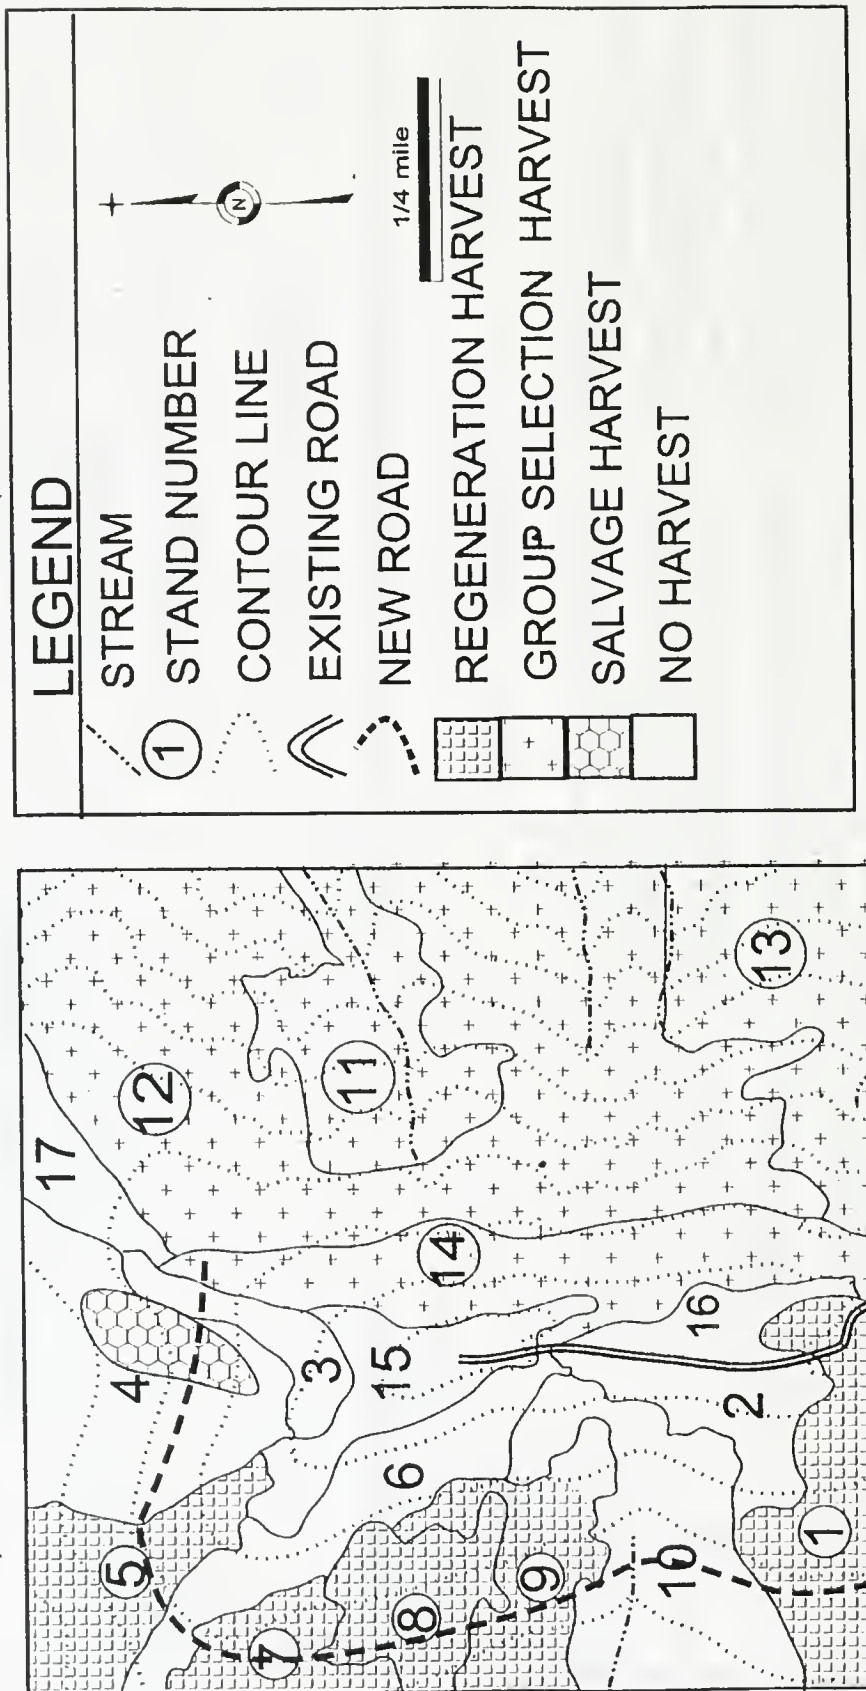 LEGEND
STREAM
1 STAND NUMBER
CONTOUR LINE
EXISTING ROAD
NEW ROAD
REGENERATION HARVEST
GROUP SELECTION HARVEST
SALVAGE HARVEST
NO HARVEST
N
1/4 mile
17
12
11
13
14
4
3
15
16
5
6
2
7
8
9
10
1